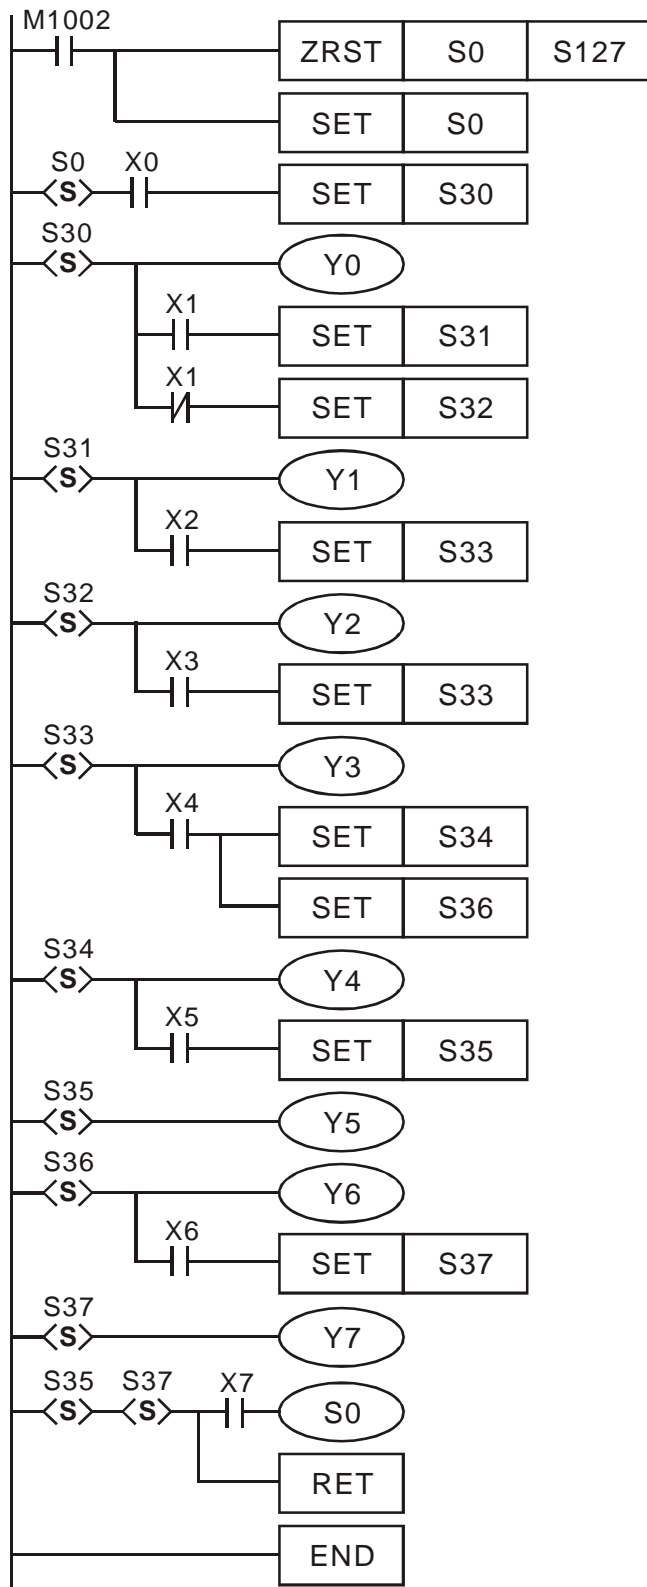 M1002
ZRST S0 S127
SET S0
S0 X0
S SET S30
S30
S Y0
X1
SET S31
X1
SET S32
S31
S Y1
X2
SET S33
S32
S Y2
X3
SET S33
S33
S Y3
X4
SET S34
SET S36
S34
S Y4
X5
SET S35
S35
S Y5
S36
S Y6
X6
SET S37
S37
S Y7
S35 S37 X7
S S S0
RET
END